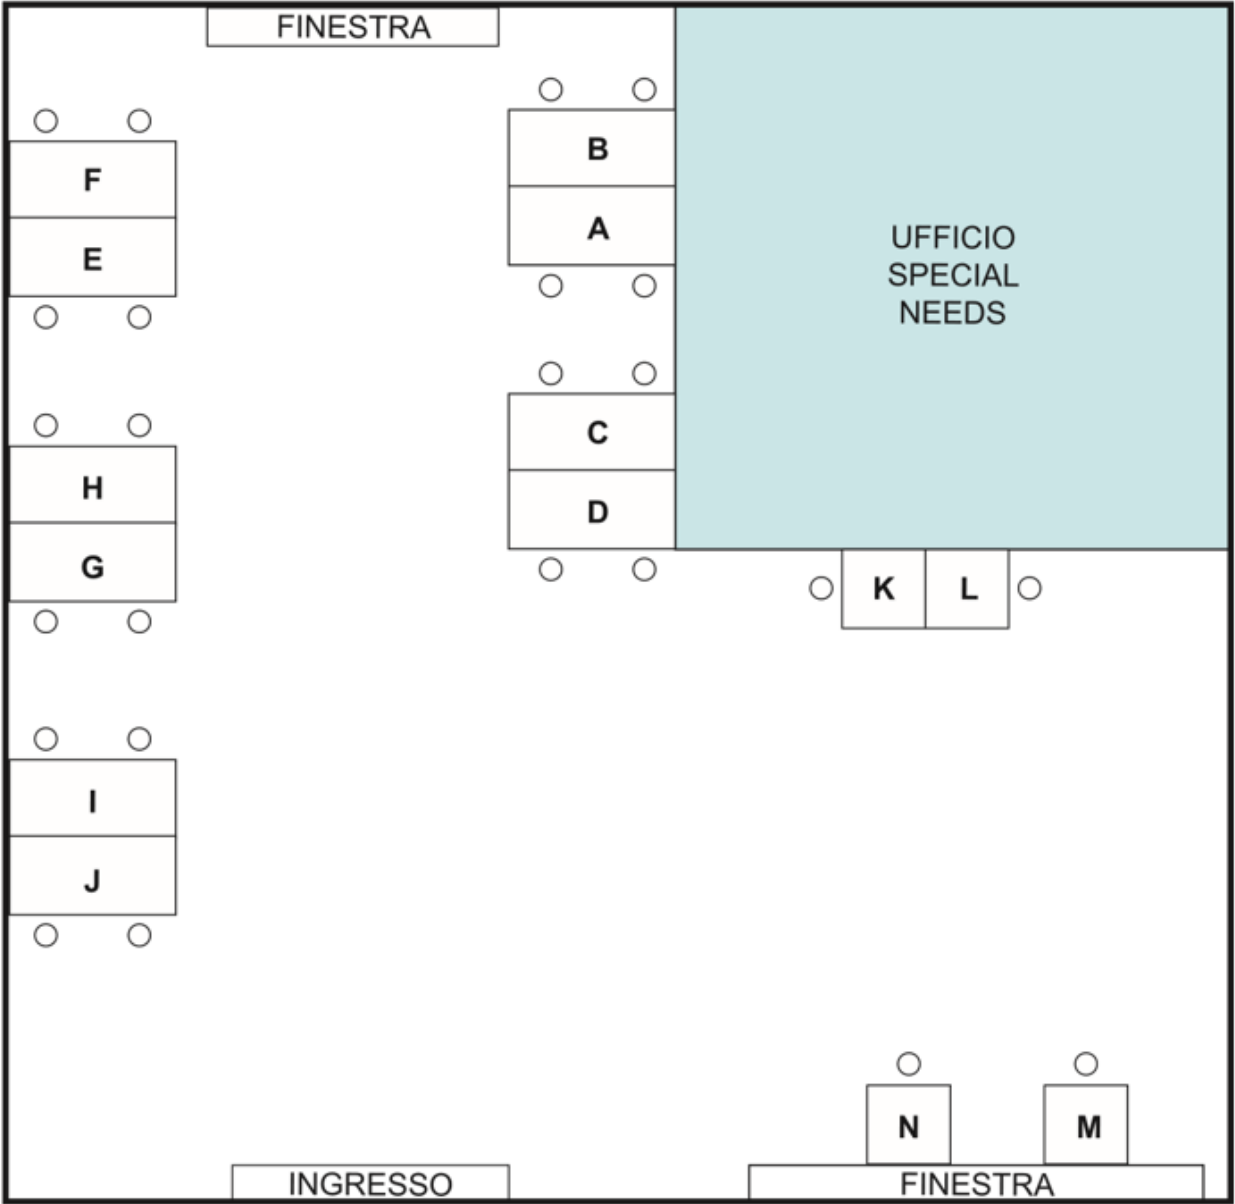 FINESTRA
B
F
A
E
UFFICIO
SPECIAL
NEEDS
C
H
D
G
K L
I
J
N M
INGRESSO
FINESTRA